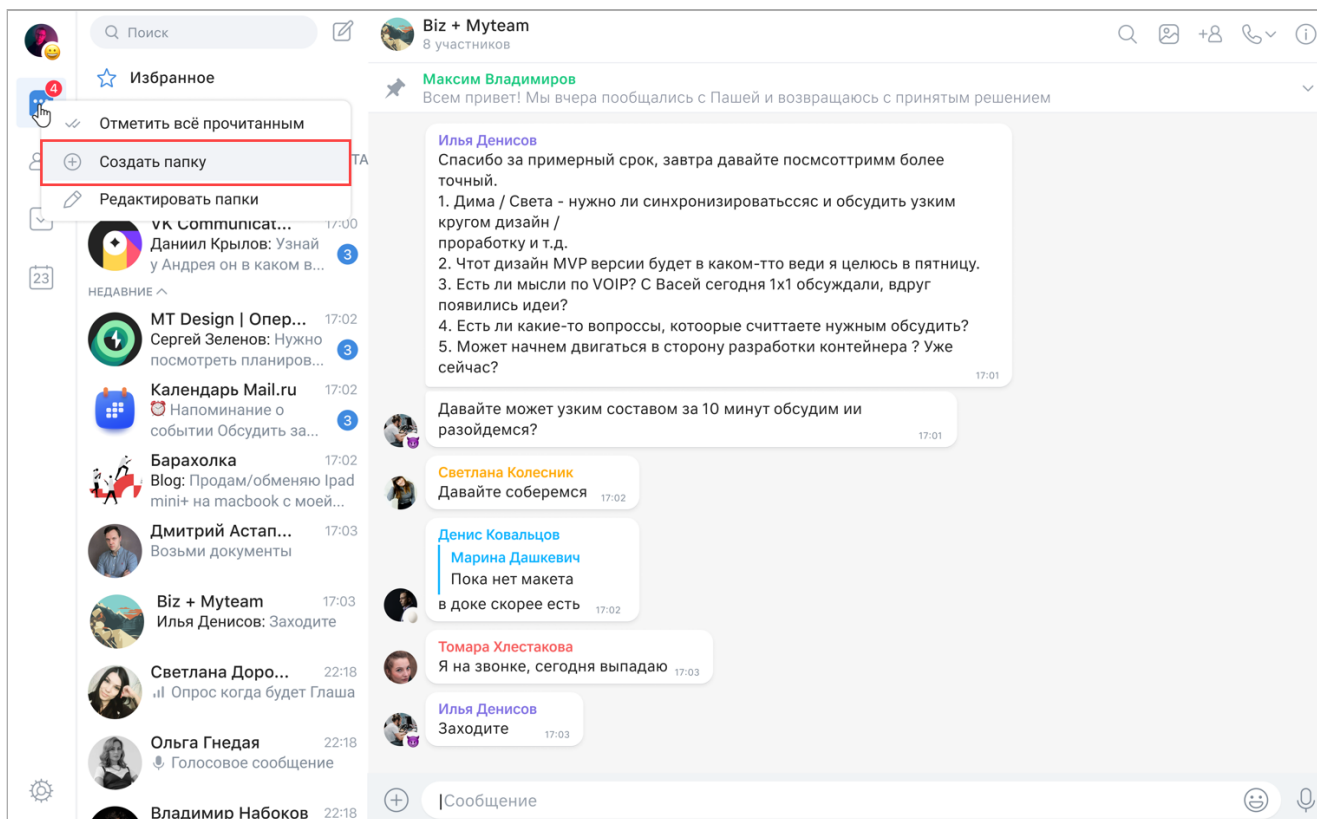 Поиск
Избранное
4
Отметить всё прочитанным
Создать папку
ТА
Редактировать папки
VK Communicat... 17:00
Даниил Крылов: Узнай
у Андрея он в каком в... 3
23
НЕДАВНИЕ
MT Design | Опер... 17:02
Сергей Зеленов: Нужно
посмотреть планиров... 3
Календарь Mail.ru 17:02
Напоминание о
событии Обсудить за... 3
Барахолка 17:02
Blog: Продам/обменяю Ipad
mini+ на macbook с моей...
Дмитрий Астап... 17:03
Возьми документы
Biz + Myteam 17:03
Илья Денисов: Заходите
Светлана Доро... 22:18
Опрос когда будет Глаша
Ольга Гнедая 22:18
Голосовое сообщение
Владимир Набоков 22:18
Biz + Myteam
8 участников
Максим Владимиров
Всем привет! Мы вчера пообщались с Пашей и возвращаюсь с принятым решением
Илья Денисов
Спасибо за примерный срок, завтра давайте посмсоттримм более
точный.
1. Дима / Света - нужно ли синхронизироватьссяс и обсудить узким
кругом дизайн /
проработку и т.д.
2. Чтот дизайн MVP версии будет в каком-тто веди я целюсь в пятницу.
3. Есть ли мысли по VOIP? С Васей сегодня 1х1 обсуждали, вдруг
появились идеи?
4. Есть ли какие-то вопроссы, котоорые считтаете нужным обсудить?
5. Может начнем двигаться в сторону разработки контейнера ? Уже
сейчас?
17:01
Давайте может узким составом за 10 минут обсудим ии
разойдемся?
17:01
Светлана Колесник
Давайте соберемся 17:02
Денис Ковальцов
Марина Дашкевич
Пока нет макета
в доке скорее есть 17:02
Томара Хлестакова
Я на звонке, сегодня выпадаю 17:03
Илья Денисов
Заходите 17:03
Сообщение